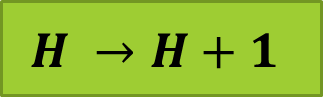 H → H + 1